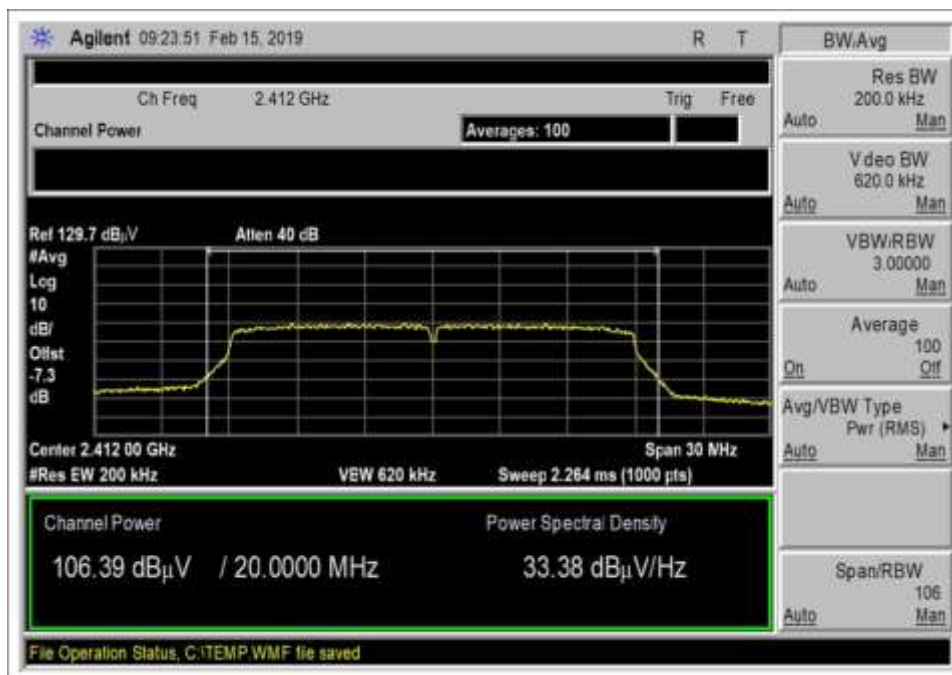 Agilent 09:23:51 Feb 15, 2019 R T
Ch Freq 2.412 GHz Trig Free
Channel Power Averages: 100
Ref 129.7 dBµV Atten 40 dB
#Avg
Log
10
dB/
Offst
-7.3
dB
Center 2.412 00 GHz Span 30 MHz
#Res BW 200 kHz VBW 620 kHz Sweep 2.264 ms (1000 pts)
Channel Power Power Spectral Density
106.39 dBµV / 20.0000 MHz 33.38 dBµV/Hz
File Operation Status, C:\TEMP.WMF file saved
BW/Avg
Res BW
200.0 kHz
Auto Man
Video BW
620.0 kHz
Auto Man
VBW/RBW
3.00000
Auto Man
Average
100
On Off
Avg/VBW Type
Pwr (RMS)
Auto Man
Span/RBW
106
Auto Man